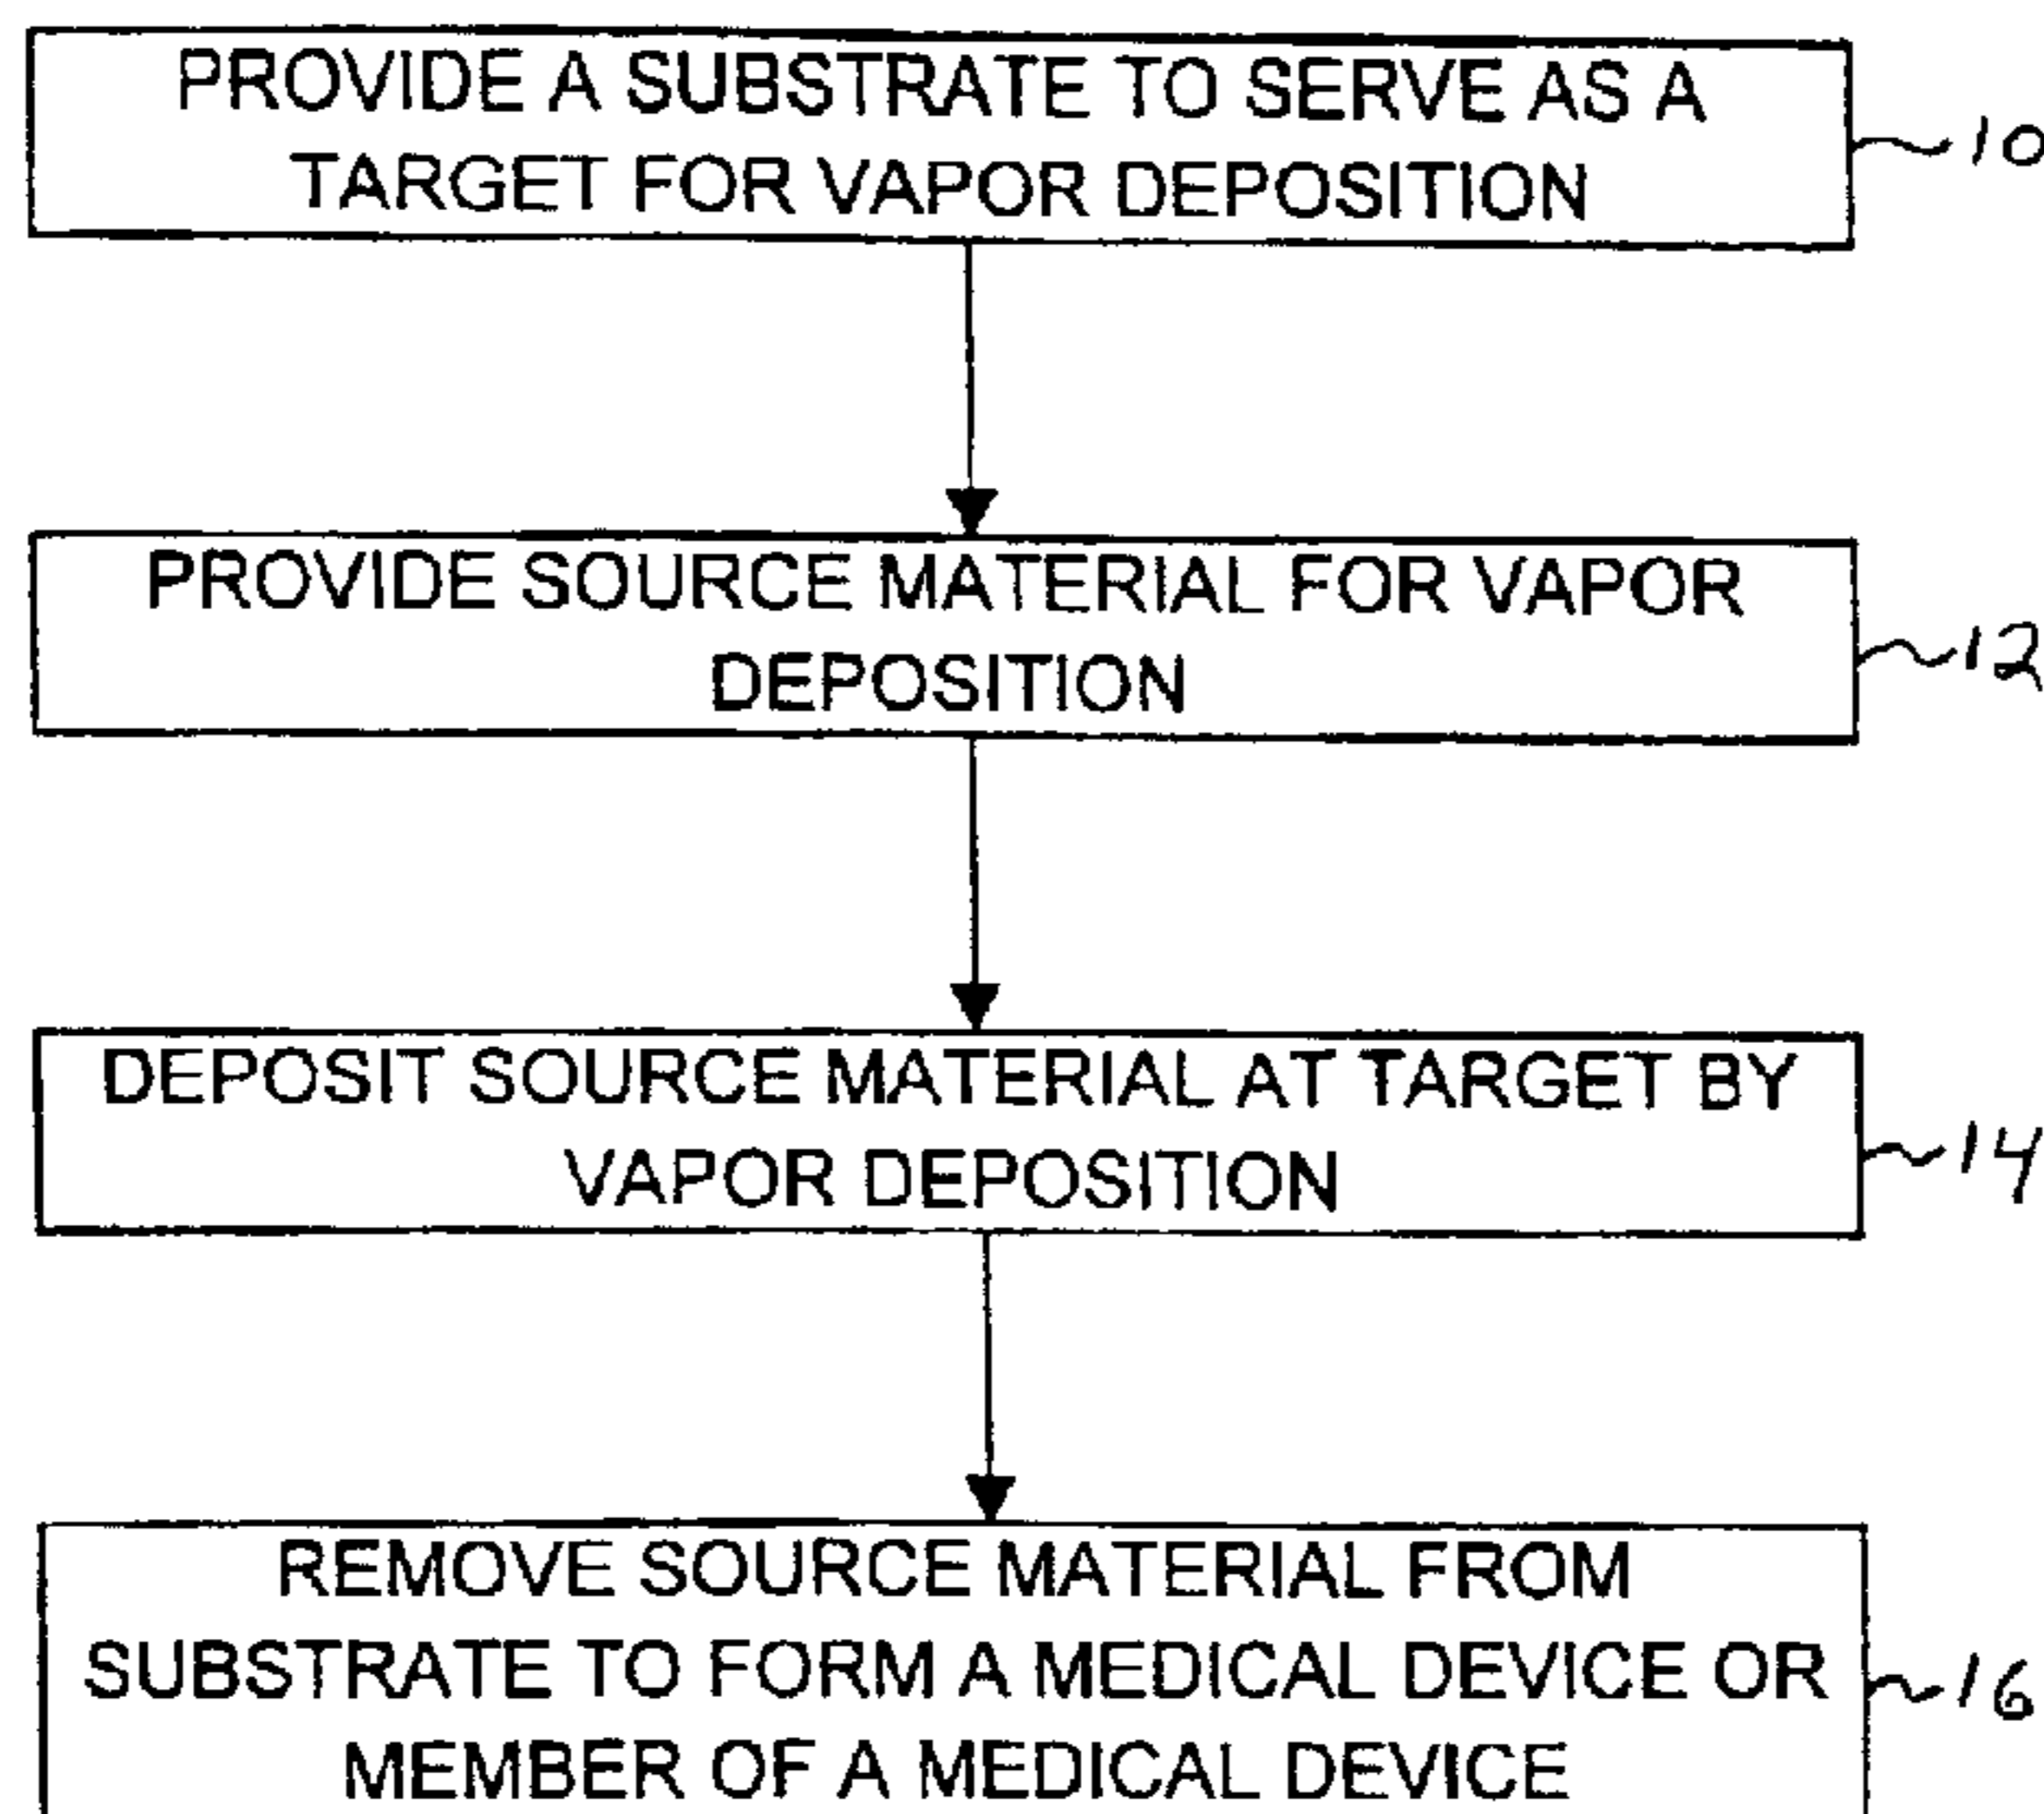 PROVIDE A SUBSTRATE TO SERVE AS A
TARGET FOR VAPOR DEPOSITION
10
PROVIDE SOURCE MATERIAL FOR VAPOR
DEPOSITION
12
DEPOSIT SOURCE MATERIAL AT TARGET BY
VAPOR DEPOSITION
14
REMOVE SOURCE MATERIAL FROM
SUBSTRATE TO FORM A MEDICAL DEVICE OR
MEMBER OF A MEDICAL DEVICE
16